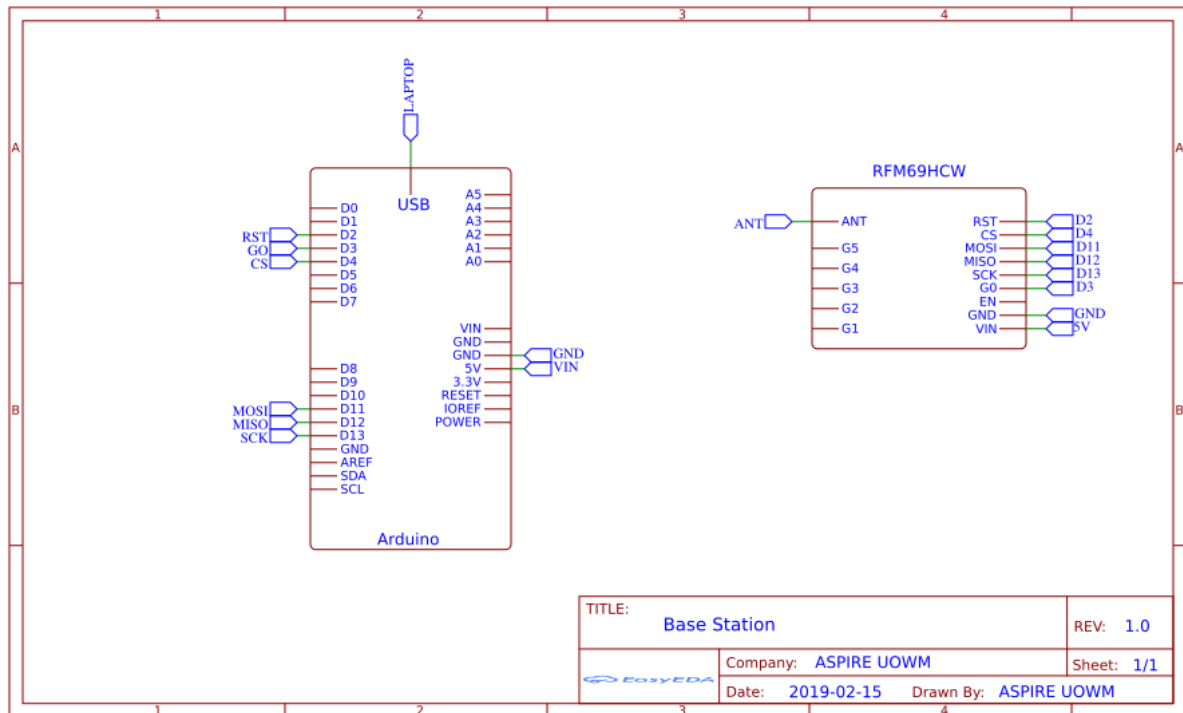 1 2 3 4
A A
B B
LAPTOP
USB
D0
D1
D2
D3
D4
D5
D6
D7
RST
GO
CS
D8
D9
D10
D11
D12
D13
GND
AREF
SDA
SCL
MOSI
MISO
SCK
A5
A4
A3
A2
A1
A0
VIN
GND
GND
5V
3.3V
RESET
IOREF
POWER
GND
VIN
Arduino
RFM69HCW
ANT
ANT
G5
G4
G3
G2
G1
RST
CS
MOSI
MISO
SCK
G0
EN
GND
VIN
D2
D4
D11
D12
D13
D3
GND
5V
TITLE:
Base Station
REV: 1.0
EasyEDA
Company: ASPIRE UOWM
Sheet: 1/1
Date: 2019-02-15 Drawn By: ASPIRE UOWM
1 2 3 4